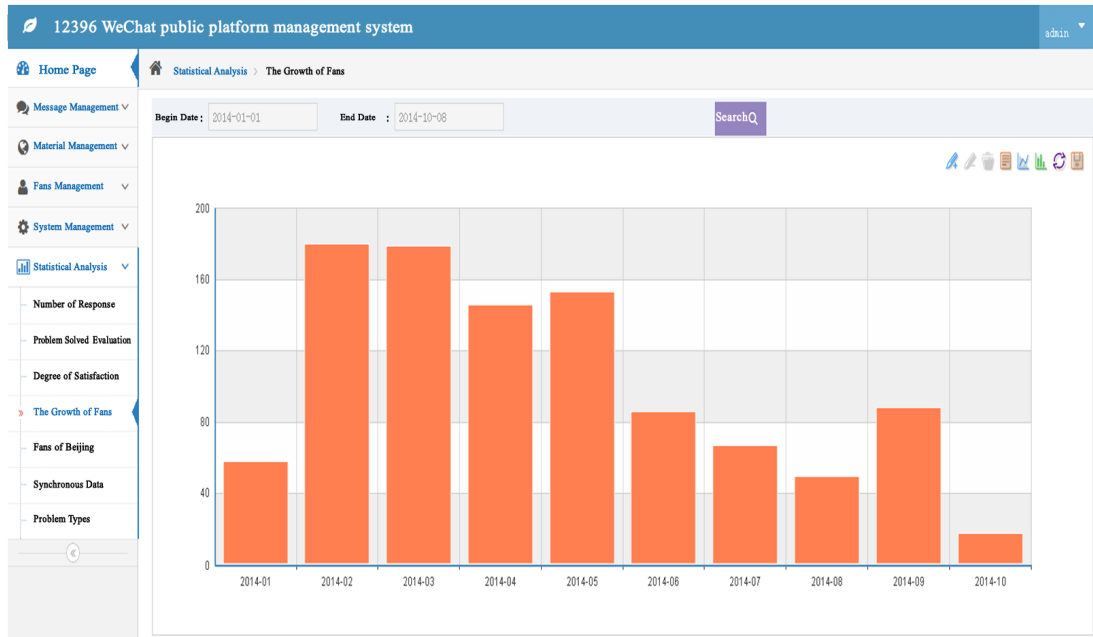 12396 WeChat public platform management system
admin
Home Page
Statistical Analysis > The Growth of Fans
Message Management
Begin Date: 2014-01-01 End Date : 2014-10-08 Search
Material Management
Fans Management
System Management
Statistical Analysis
Number of Response
Problem Solved Evaluation
Degree of Satisfaction
The Growth of Fans
Fans of Beijing
Synchronous Data
Problem Types
200
160
120
80
40
0
2014-01 2014-02 2014-03 2014-04 2014-05 2014-06 2014-07 2014-08 2014-09 2014-10